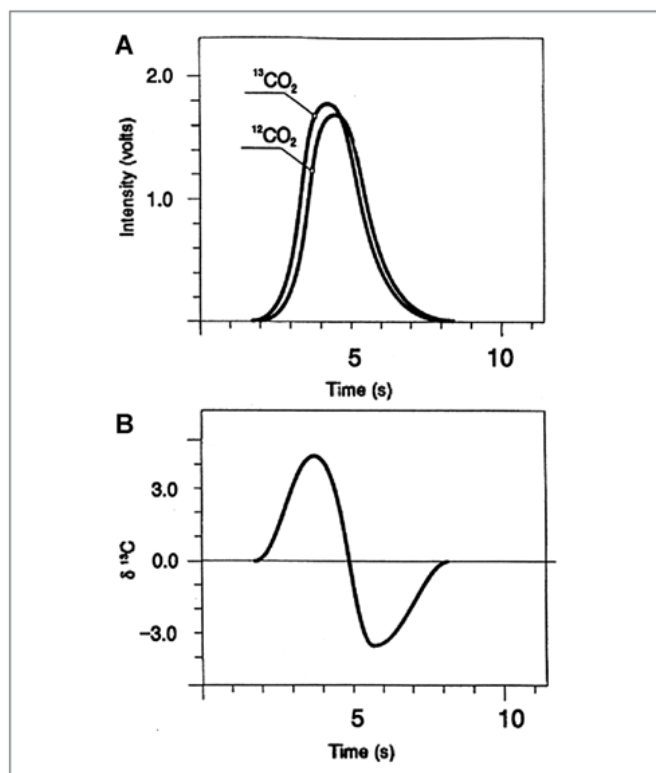 A
2.0
¹³CO₂
¹²CO₂
1.0
Intensity (volts)
5
10
Time (s)
B
3.0
0.0
−3.0
δ ¹³C
5
10
Time (s)